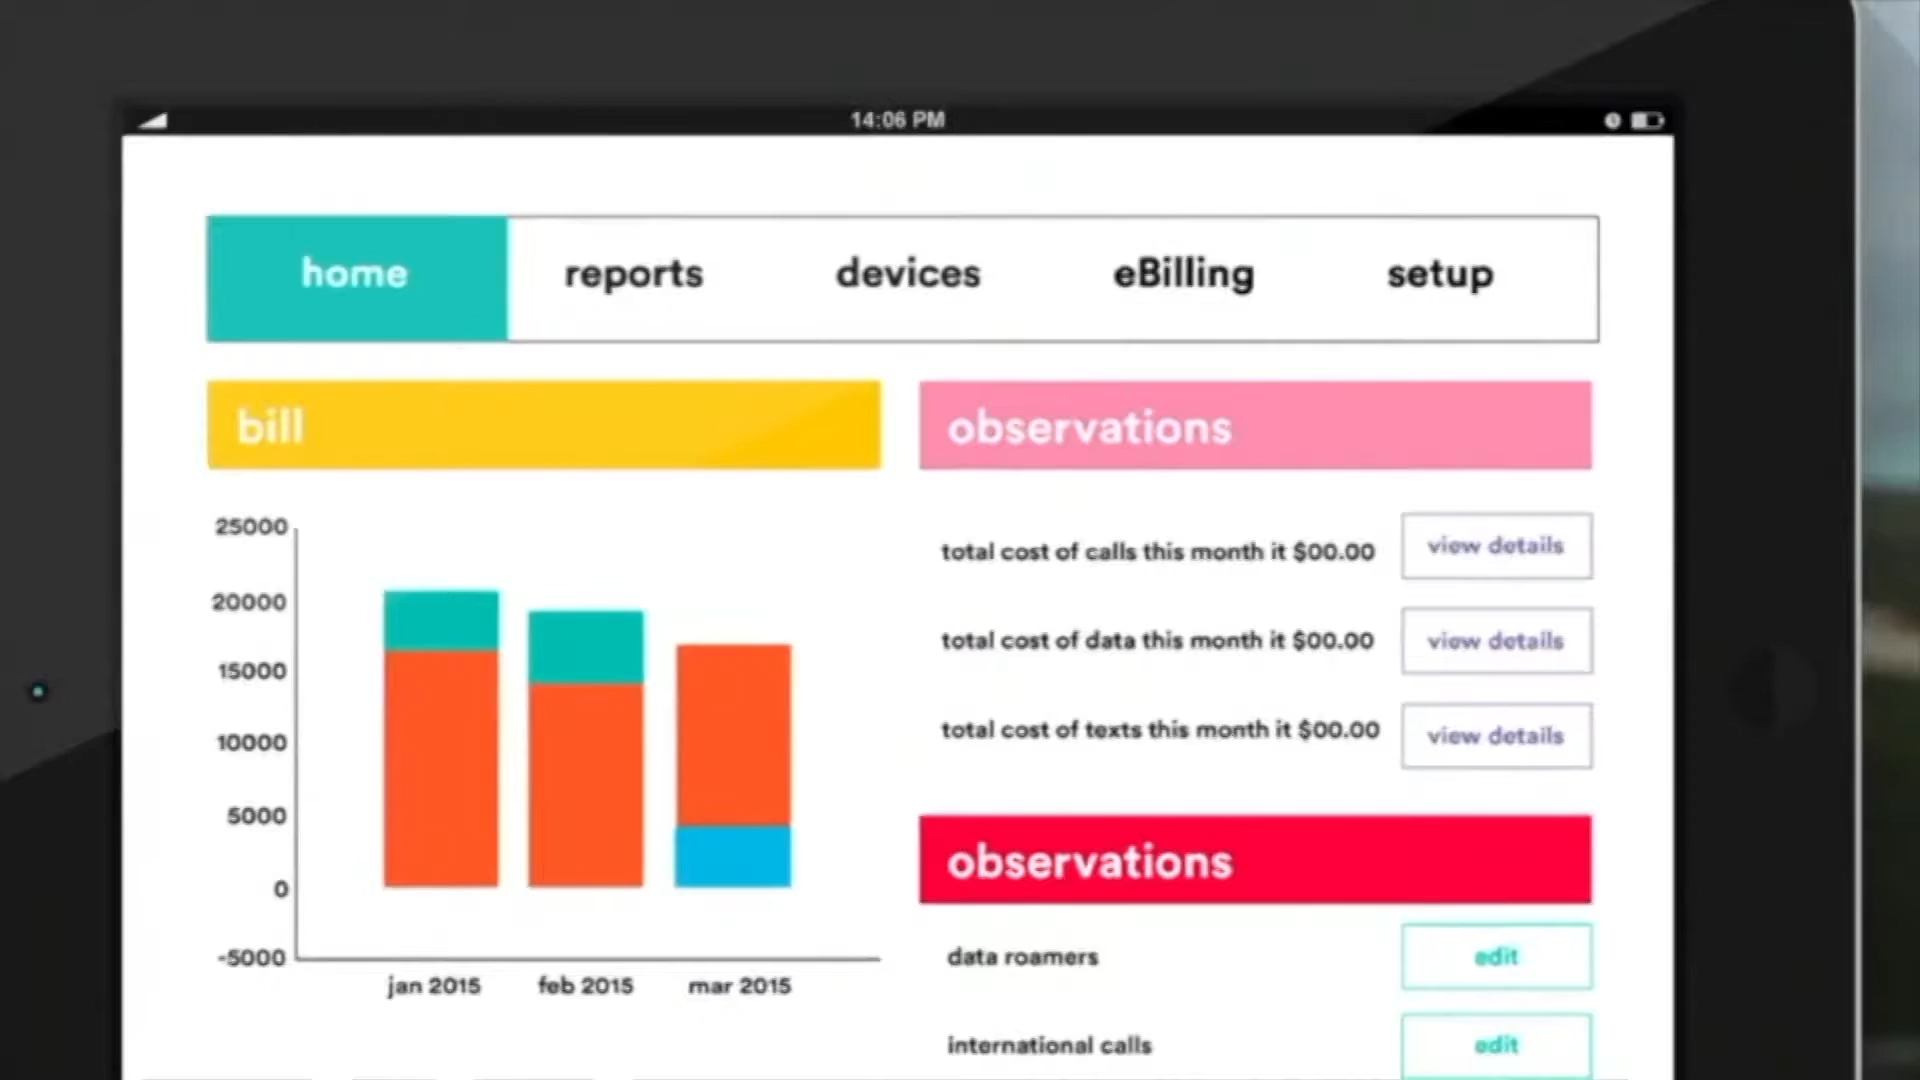 14:06 PM
home reports devices eBilling setup
bill
observations
25000
20000
15000
10000
5000
0
-5000
jan 2015 feb 2015 mar 2015
total cost of calls this month it $00.00 view details
total cost of data this month it $00.00 view details
total cost of texts this month it $00.00 view details
observations
data roamers edit
international calls edit